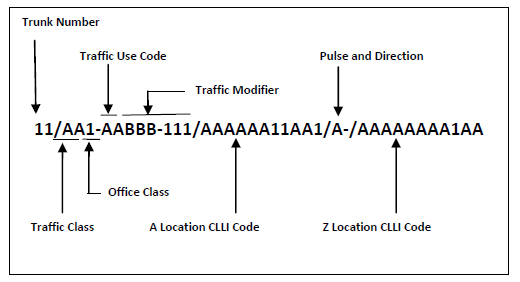 Trunk Number
Traffic Use Code
Pulse and Direction
Traffic Modifier
11/AA1-AABBB-111/AAAAAA11AA1/A-/AAAAAAAA1AA
Office Class
Traffic Class
A Location CLLI Code
Z Location CLLI Code